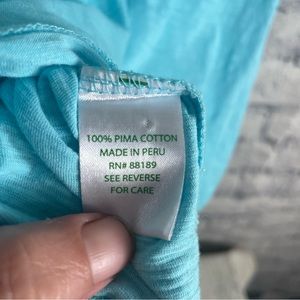 100% PIMA COTTON
MADE IN PERU
RN# 88189
SEE REVERSE
FOR CARE